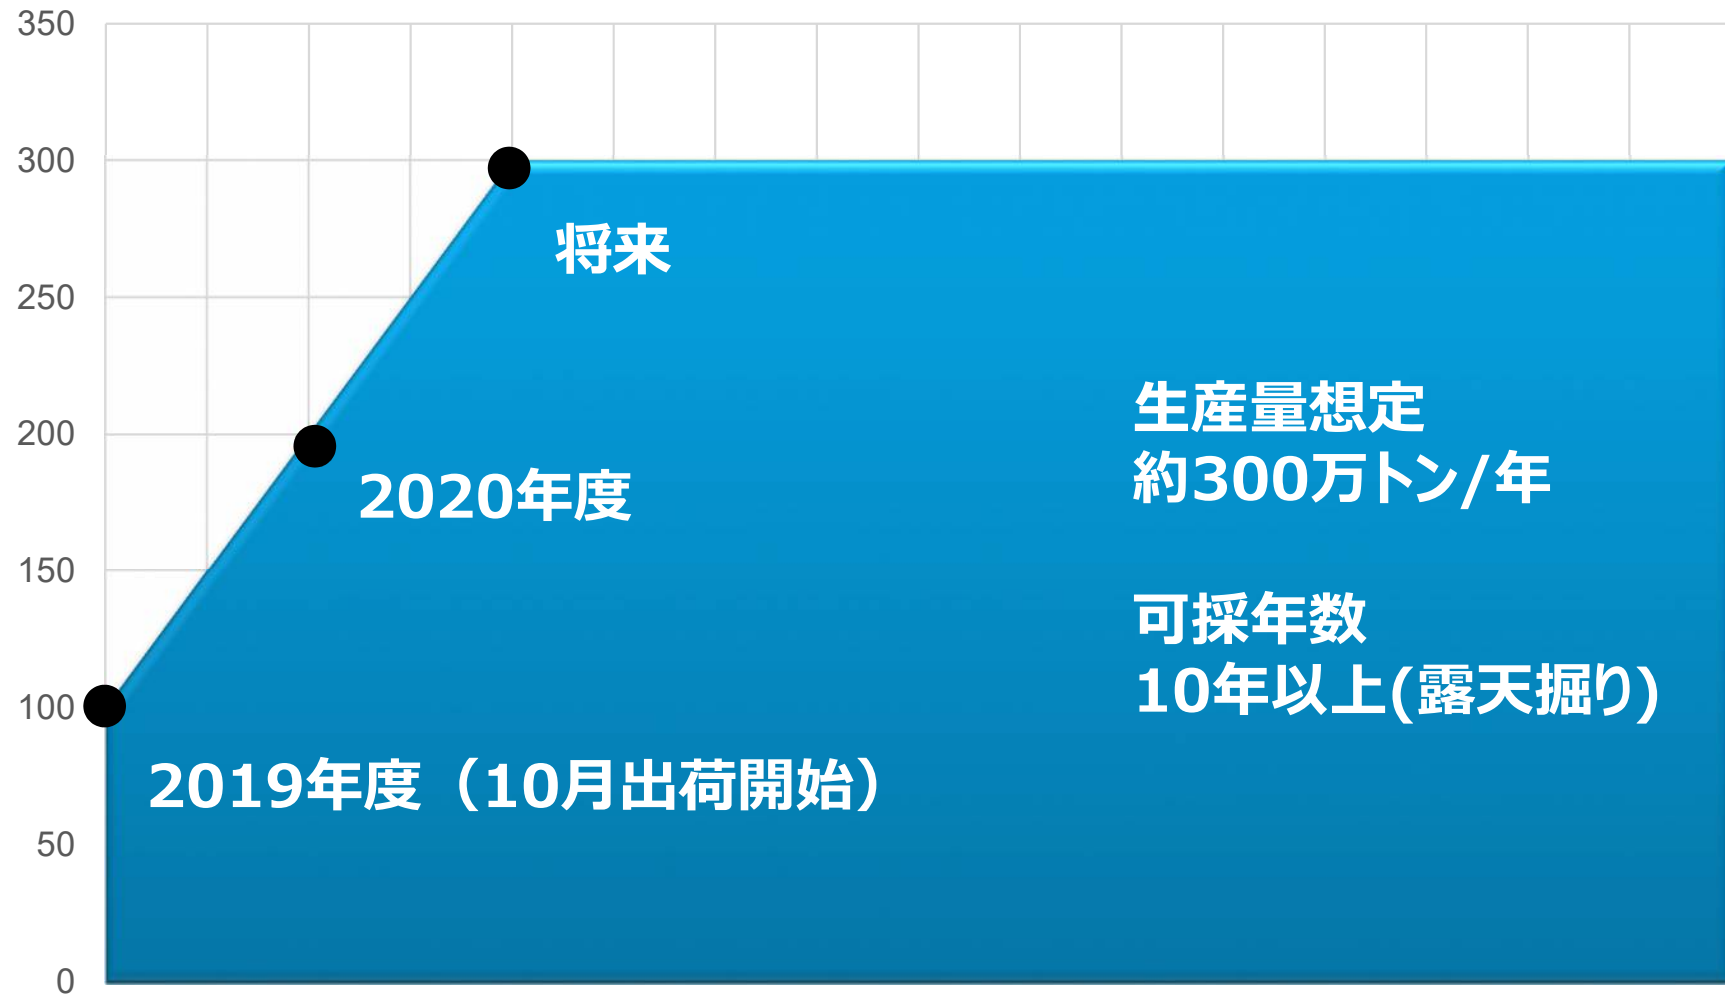 350
300
250
200
150
100
50
0
将来
2020年度
2019年度（10月出荷開始）
生産量想定
約300万トン/年
可採年数
10年以上(露天掘り)